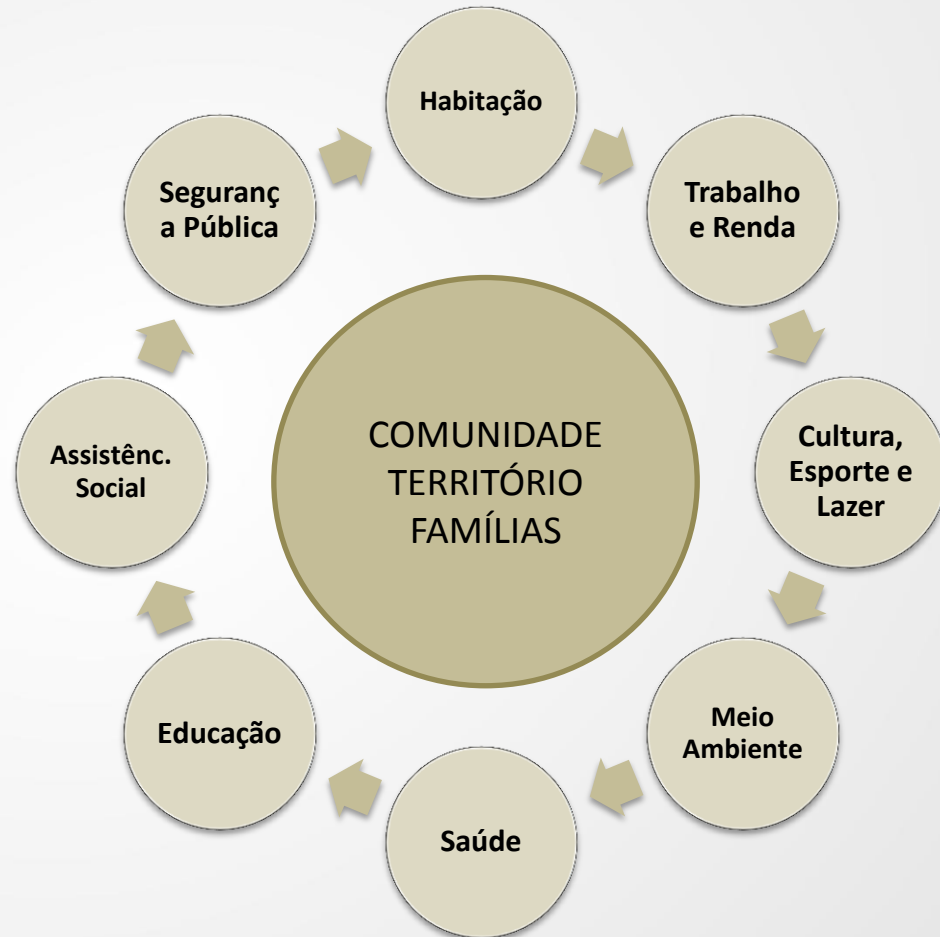 Habitação
Trabalho
e Renda
Cultura,
Esporte e
Lazer
Meio
Ambiente
Saúde
Educação
Assistênc.
Social
Seguranç
a Pública
COMUNIDADE
TERRITÓRIO
FAMÍLIAS